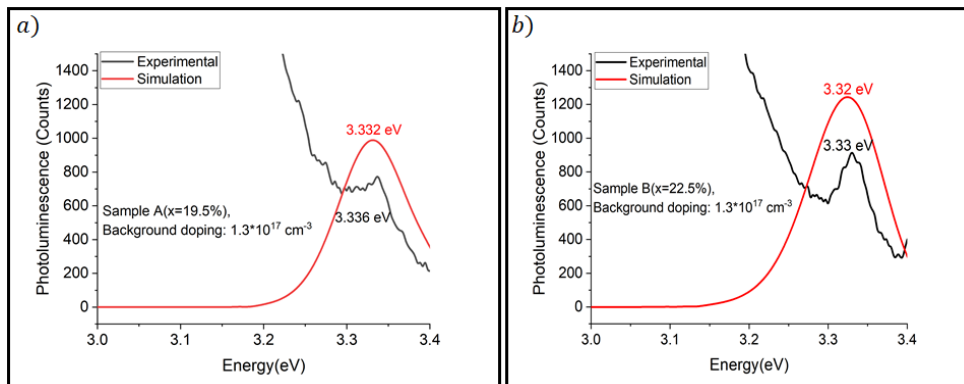 a)
Experimental
Simulation
3.332 eV
3.336 eV
Sample A(x=19.5%),
Background doping: 1.3*10¹⁷ cm⁻³
Photoluminescence (Counts)
1400
1200
1000
800
600
400
200
0
3.0 3.1 3.2 3.3 3.4
Energy(eV)
b)
Experimental
Simulation
3.32 eV
3.33 eV
Sample B(x=22.5%),
Background doping: 1.3*10¹⁷ cm⁻³
Photoluminescence (Counts)
1400
1200
1000
800
600
400
200
0
3.0 3.1 3.2 3.3 3.4
Energy(eV)